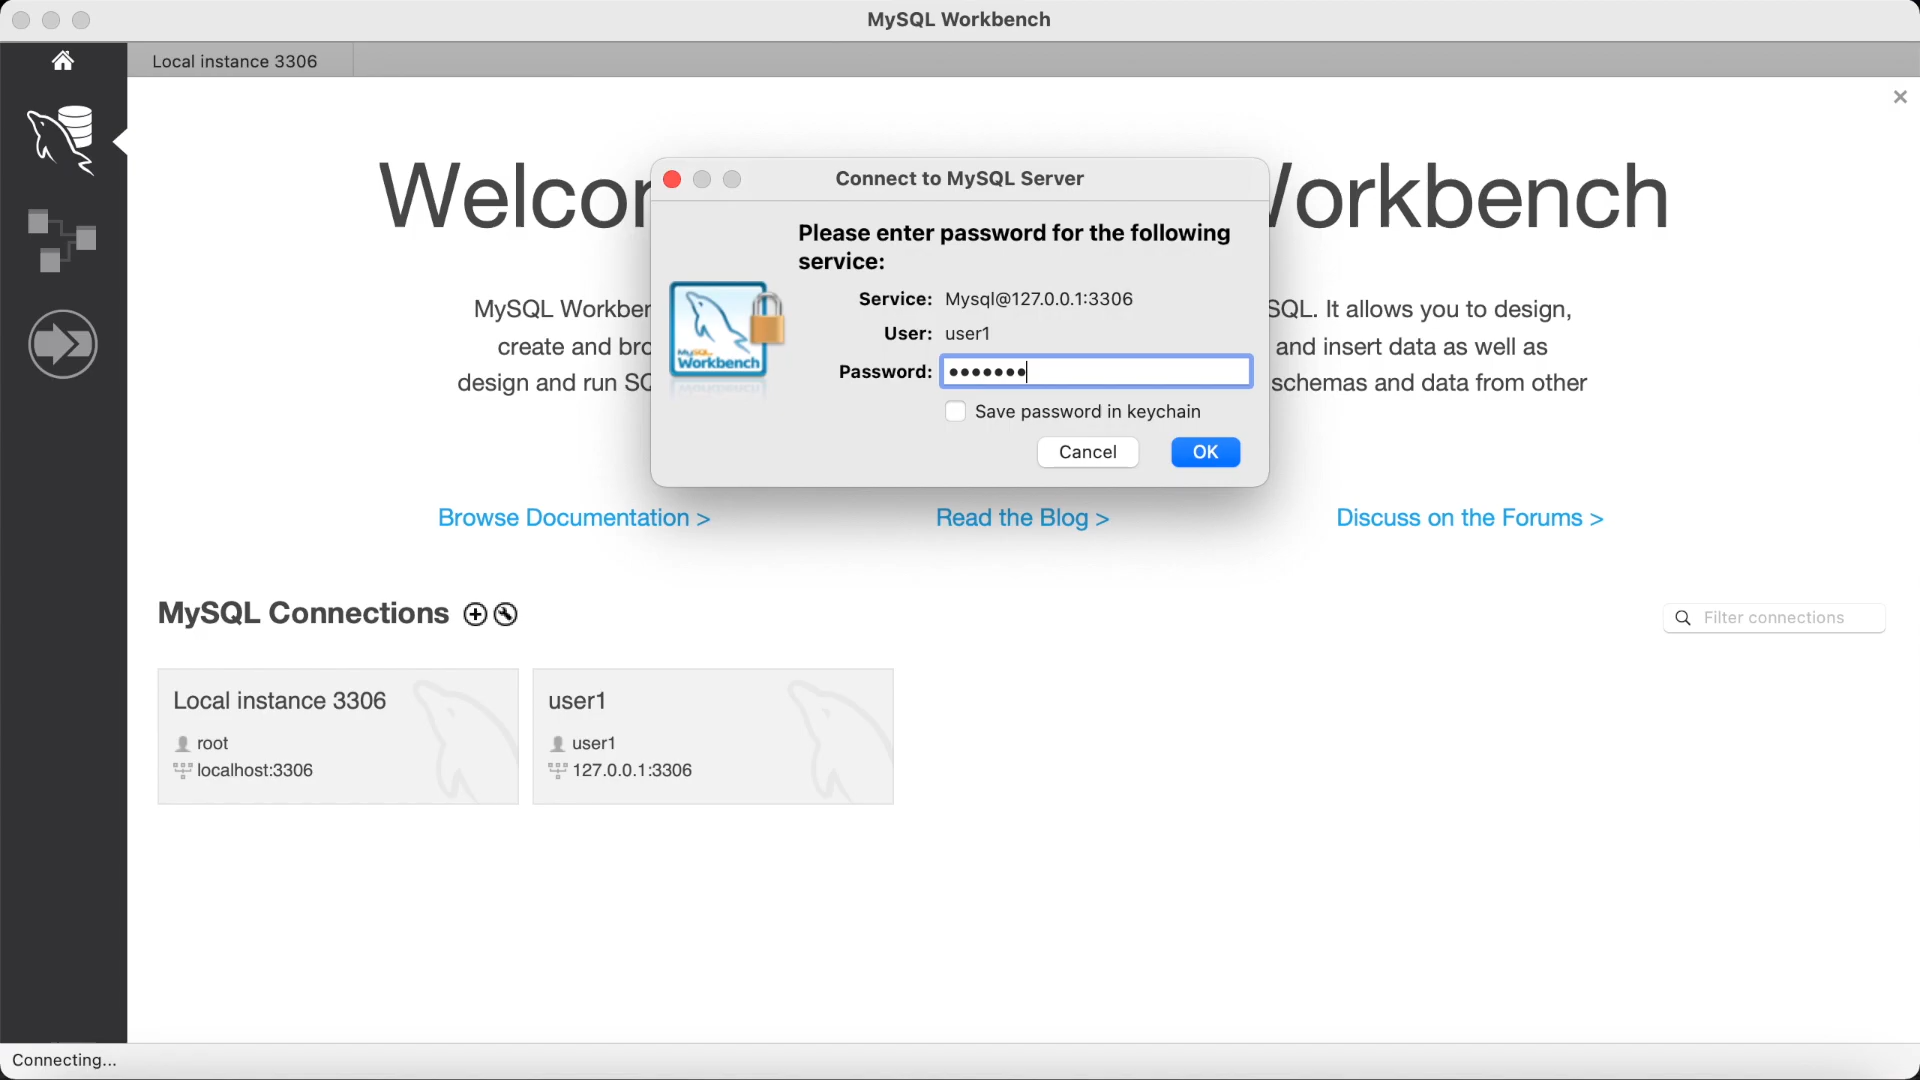 MySQL Workbench
Local instance 3306
Welcor
/orkbench
Connect to MySQL Server
Please enter password for the following
service:
Service: Mysql@127.0.0.1:3306
User: user1
Password: •••••••
Save password in keychain
Cancel OK
MySQL
Workbench
MySQL Workber
SQL. It allows you to design,
create and bro
and insert data as well as
design and run SQ
schemas and data from other
Browse Documentation > Read the Blog > Discuss on the Forums >
MySQL Connections
Filter connections
Local instance 3306
root
localhost:3306
user1
user1
127.0.0.1:3306
Connecting...